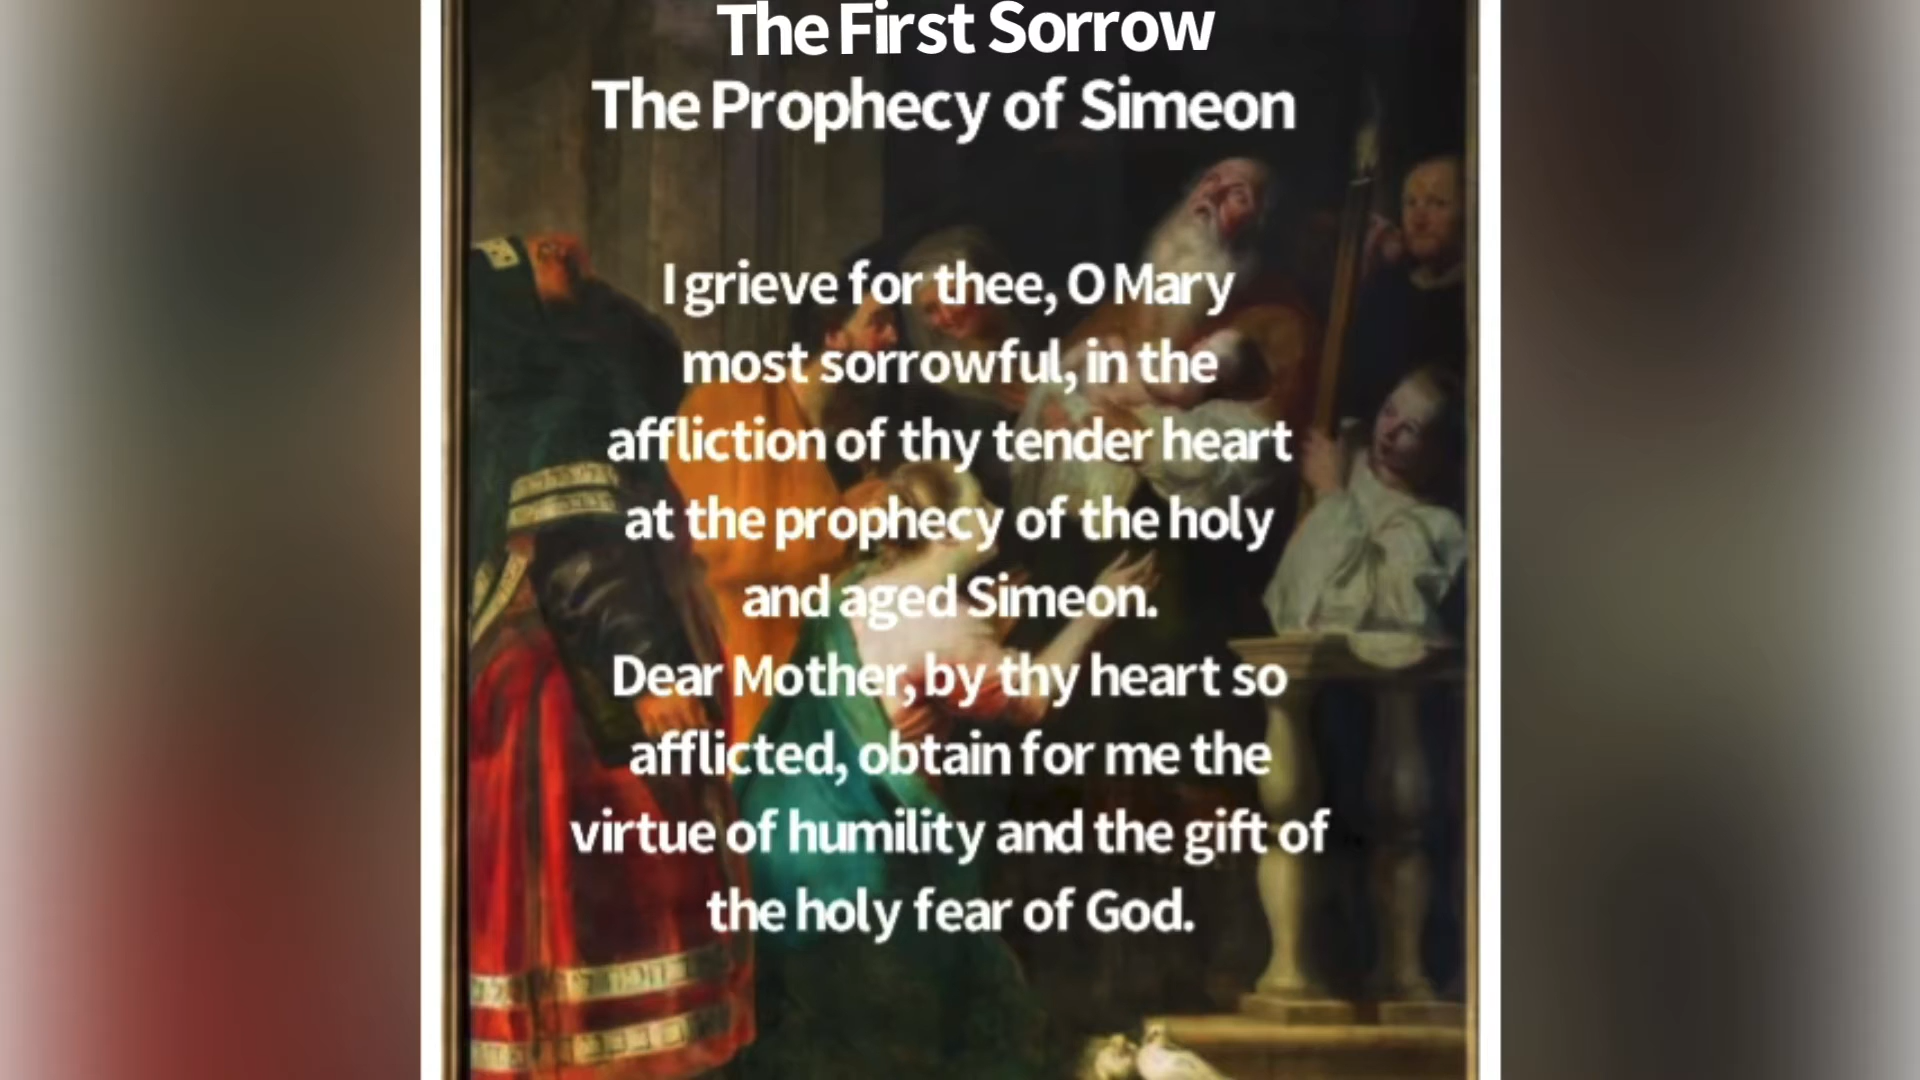 The First Sorrow
The Prophecy of Simeon
I grieve for thee, O Mary
most sorrowful, in the
affliction of thy tender heart
at the prophecy of the holy
and aged Simeon.
Dear Mother, by thy heart so
afflicted, obtain for me the
virtue of humility and the gift of
the holy fear of God.